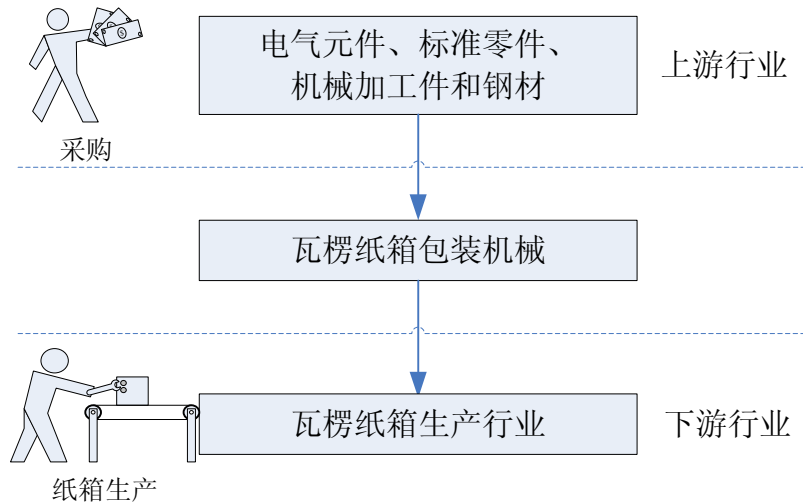 电气元件、标准零件、
机械加工件和钢材
上游行业
采购
瓦楞纸箱包装机械
瓦楞纸箱生产行业
下游行业
纸箱生产